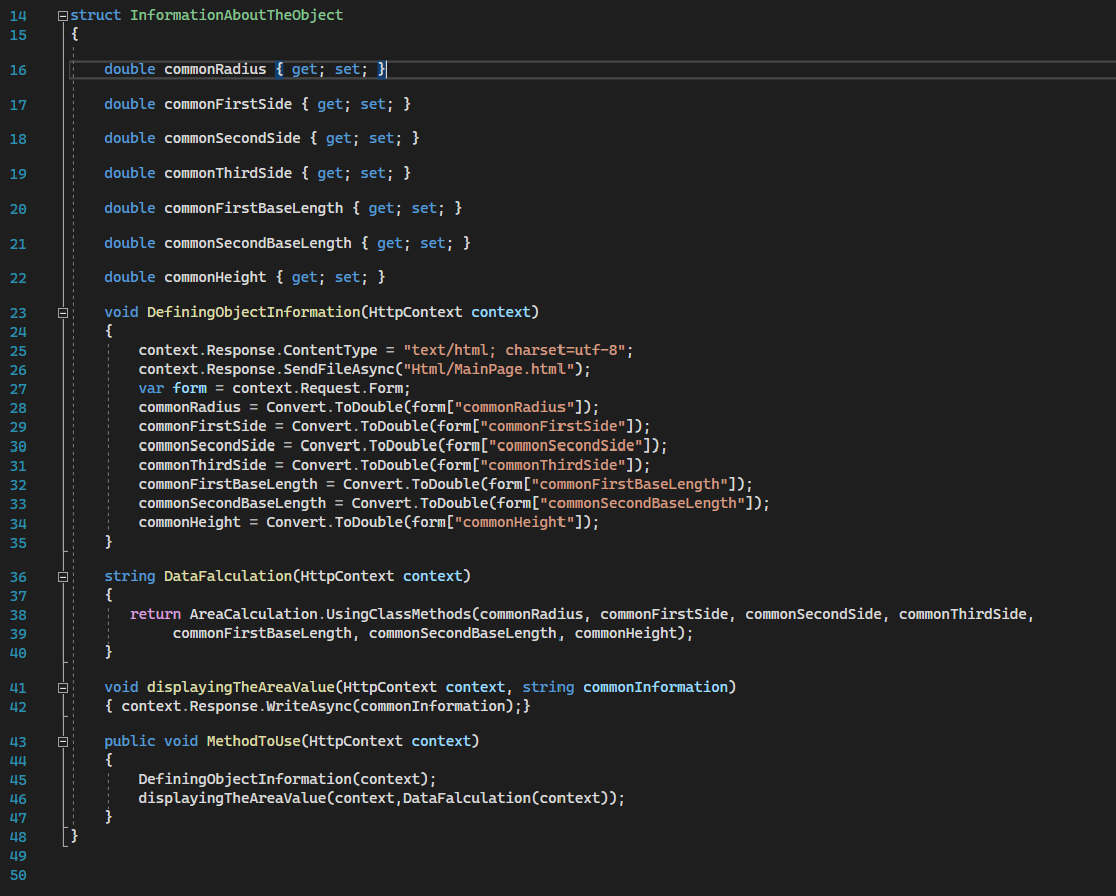 14 struct InformationAboutTheObject
15 {
16 double commonRadius { get; set; }
17 double commonFirstSide { get; set; }
18 double commonSecondSide { get; set; }
19 double commonThirdSide { get; set; }
20 double commonFirstBaseLength { get; set; }
21 double commonSecondBaseLength { get; set; }
22 double commonHeight { get; set; }
23 void DefiningObjectInformation(HttpContext context)
24 {
25 context.Response.ContentType = "text/html; charset=utf-8";
26 context.Response.SendFileAsync("Html/MainPage.html");
27 var form = context.Request.Form;
28 commonRadius = Convert.ToDouble(form["commonRadius"]);
29 commonFirstSide = Convert.ToDouble(form["commonFirstSide"]);
30 commonSecondSide = Convert.ToDouble(form["commonSecondSide"]);
31 commonThirdSide = Convert.ToDouble(form["commonThirdSide"]);
32 commonFirstBaseLength = Convert.ToDouble(form["commonFirstBaseLength"]);
33 commonSecondBaseLength = Convert.ToDouble(form["commonSecondBaseLength"]);
34 commonHeight = Convert.ToDouble(form["commonHeight"]);
35 }
36 string DataFalculation(HttpContext context)
37 {
38 return AreaCalculation.UsingClassMethods(commonRadius, commonFirstSide, commonSecondSide, commonThirdSide,
39 commonFirstBaseLength, commonSecondBaseLength, commonHeight);
40 }
41 void displayingTheAreaValue(HttpContext context, string commonInformation)
42 { context.Response.WriteAsync(commonInformation);}
43 public void MethodToUse(HttpContext context)
44 {
45 DefiningObjectInformation(context);
46 displayingTheAreaValue(context,DataFalculation(context));
47 }
48 }
49
50